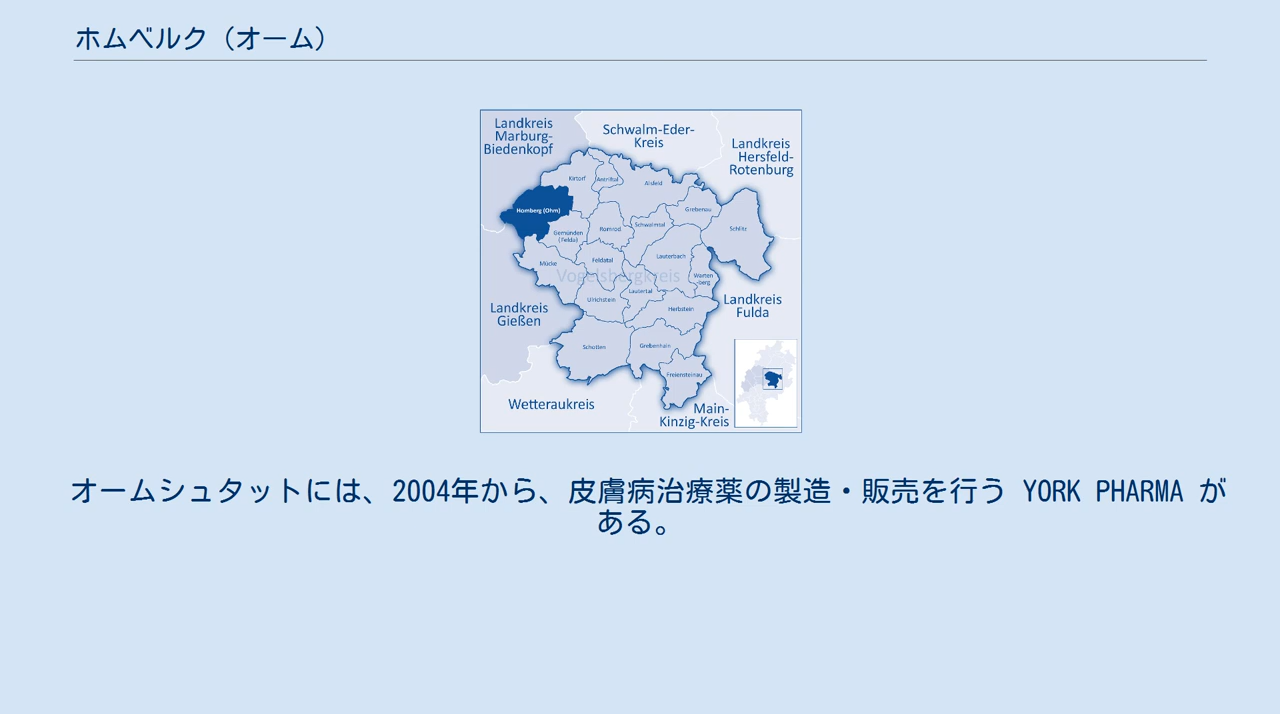 ホムベルク（オーム）
Landkreis
Marburg-
Biedenkopf
Schwalm-Eder-
Kreis
Landkreis
Hersfeld-
Rotenburg
Kirtorf
Antrifttal
Alsfeld
Homberg (Ohm)
Grebenau
Gemünden
(Felda)
Romrod
Schwalmtal
Schlitz
Mücke
Feldatal
Lauterbach
Vogelsbergkreis
Warten
berg
Lautertal
Ulrichstein
Herbstein
Landkreis
Gießen
Landkreis
Fulda
Schotten
Grebenhain
Freiensteinau
Wetteraukreis
Main-
Kinzig-Kreis
オームシュタットには、2004年から、皮膚病治療薬の製造・販売を行う YORK PHARMA が
ある。